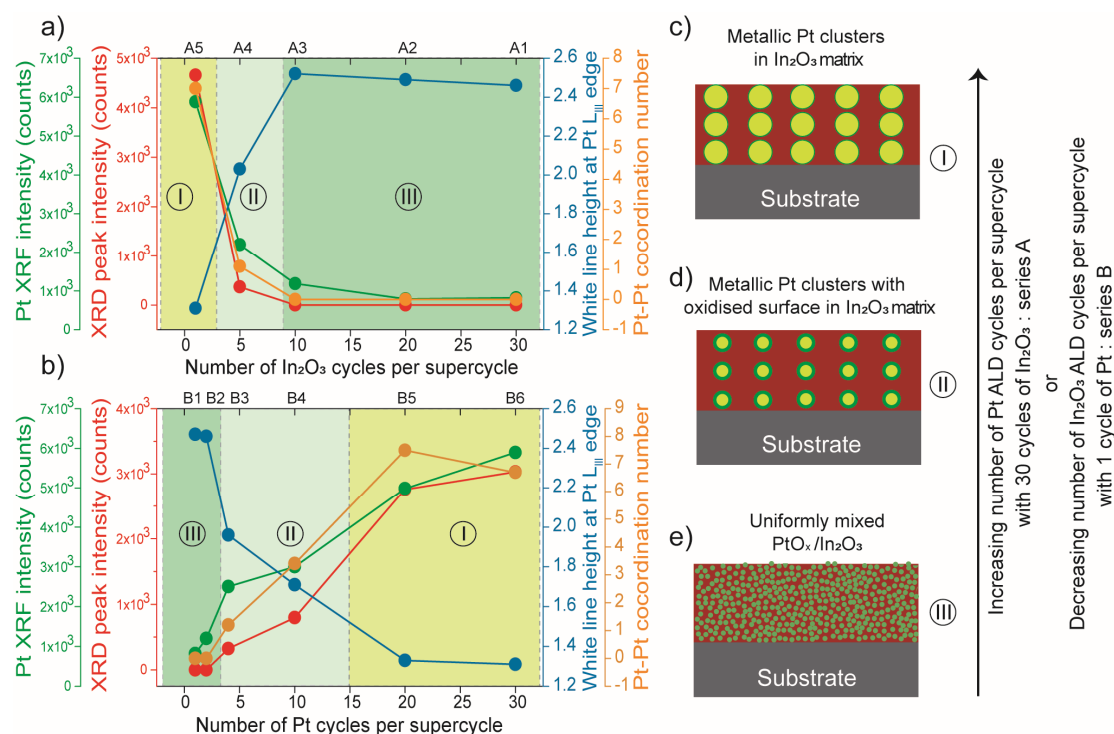 a)
A5 A4 A3 A2 A1
Pt XRF intensity (counts)
7x10³
6x10³
5x10³
4x10³
3x10³
2x10³
1x10³
0
XRD peak intensity (counts)
5x10³
4x10³
3x10³
2x10³
1x10³
0
I
II
III
2.6
2.4
2.2
2.0
1.8
1.6
1.4
1.2
White line height at Pt L_III edge
8
7
6
5
4
3
2
1
0
-1
Pt-Pt cocoordination number
0 5 10 15 20 25 30
Number of In₂O₃ cycles per supercycle
b)
B1 B2 B3 B4 B5 B6
Pt XRF intensity (counts)
7x10³
6x10³
5x10³
4x10³
3x10³
2x10³
1x10³
0
XRD peak intensity (counts)
4x10³
3x10³
2x10³
1x10³
0
III
II
I
2.6
2.4
2.2
2.0
1.8
1.6
1.4
1.2
White line height at Pt L_III edge
9
8
7
6
5
4
3
2
1
0
-1
Pt-Pt cocoordination number
0 5 10 15 20 25 30
Number of Pt cycles per supercycle
c)
Metallic Pt clusters
in In₂O₃ matrix
I
Substrate
d)
Metallic Pt clusters with
oxidised surface in In₂O₃ matrix
II
Substrate
e)
Uniformly mixed
PtOₓ/In₂O₃
III
Substrate
Increasing number of Pt ALD cycles per supercycle
with 30 cycles of In₂O₃ : series A
or
Decreasing number of In₂O₃ ALD cycles per supercycle
with 1 cycle of Pt : series B